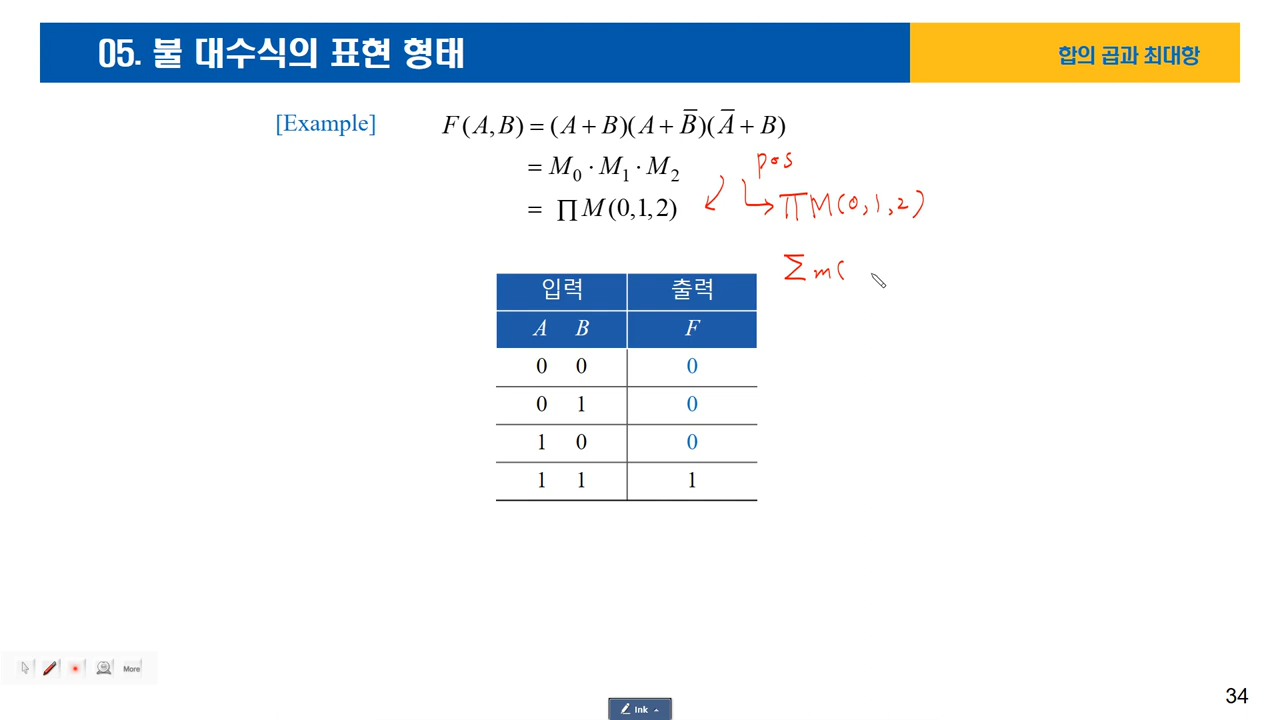 05. 불 대수식의 표현 형태
합의 곱과 최대항
[Example] F(A,B) = (A+B)(A+B̅)(A̅+B)
= M₀·M₁·M₂
pos
= ∏M(0,1,2)
→ ∏M(0,1,2)
∑m(
입력 출력
A B F
0 0 0
0 1 0
1 0 0
1 1 1
More
Ink
34